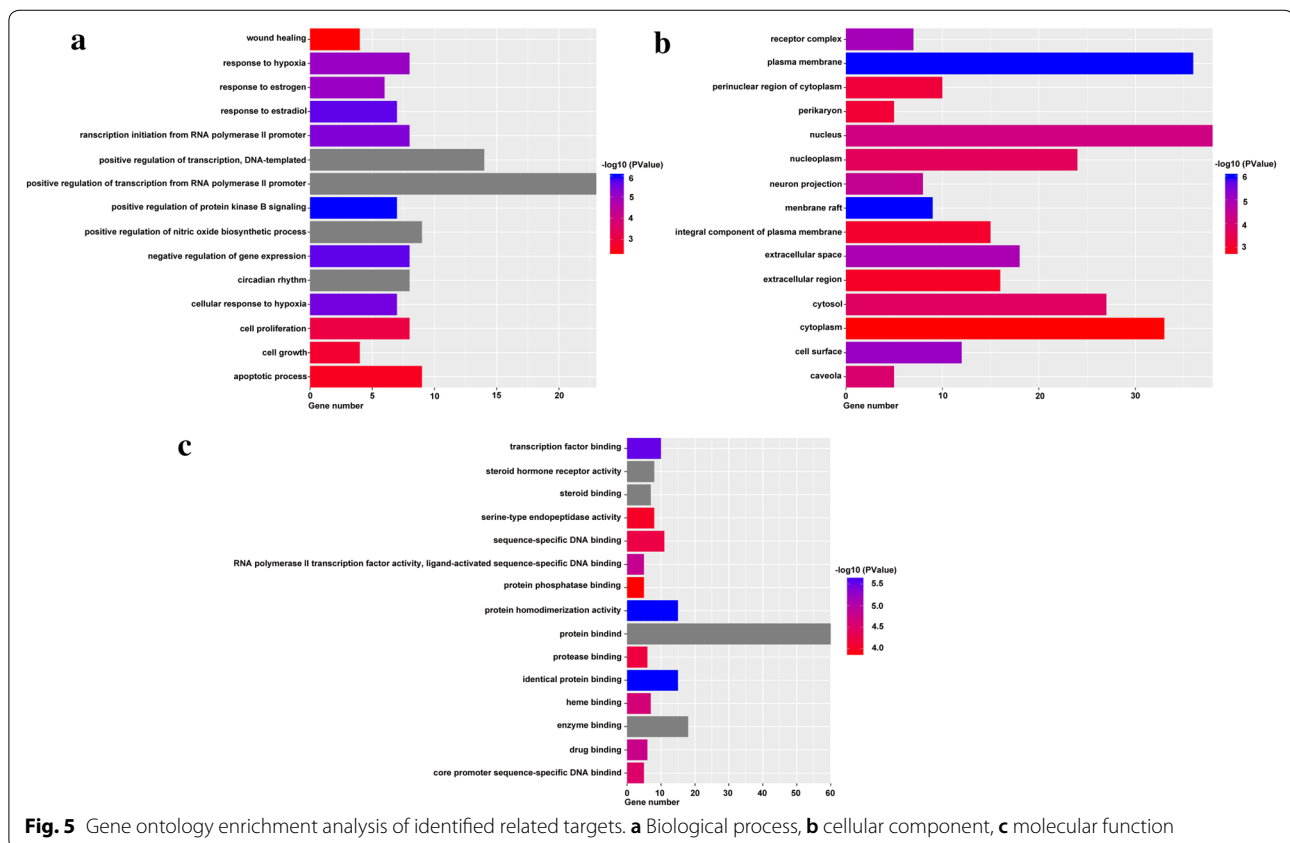 a
wound healing
response to hypoxia
response to estrogen
response to estradiol
ranscription initiation from RNA polymerase II promoter
positive regulation of transcription, DNA-templated
positive regulation of transcription from RNA polymerase II promoter
positive regulation of protein kinase B signaling
positive regulation of nitric oxide biosynthetic process
negative regulation of gene expression
circadian rhythm
cellular response to hypoxia
cell proliferation
cell growth
apoptotic process
0 5 10 15 20
Gene number
-log10 (PValue)
6
5
4
3
b
receptor complex
plasma membrane
perinuclear region of cytoplasm
perikaryon
nucleus
nucleoplasm
neuron projection
menbrane raft
integral component of plasma membrane
extracellular space
extracellular region
cytosol
cytoplasm
cell surface
caveola
0 10 20 30
Gene number
-log10 (PValue)
6
5
4
3
c
transcription factor binding
steroid hormone receptor activity
steroid binding
serine-type endopeptidase activity
sequence-specific DNA binding
RNA polymerase II transcription factor activity, ligand-activated sequence-specific DNA binding
protein phosphatase binding
protein homodimerization activity
protein bindind
protease binding
identical protein binding
heme binding
enzyme binding
drug binding
core promoter sequence-specific DNA bindind
0 10 20 30 40 50 60
Gene number
-log10 (PValue)
5.5
5.0
4.5
4.0
Fig. 5 Gene ontology enrichment analysis of identified related targets. a Biological process, b cellular component, c molecular function